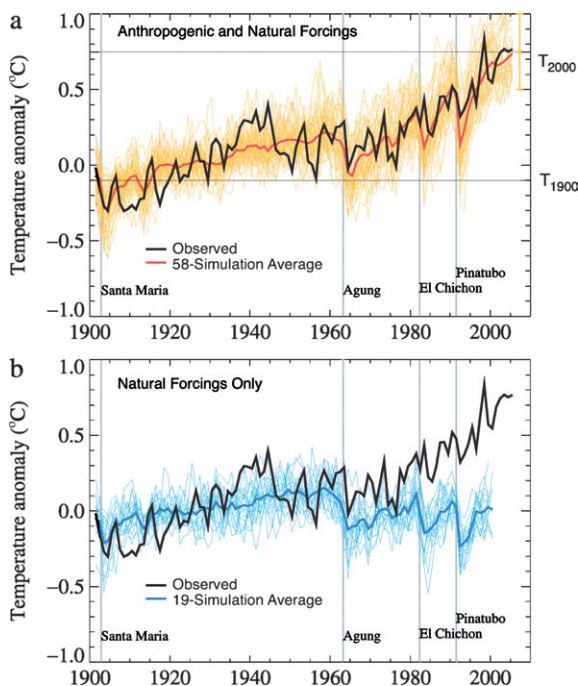 a
Anthropogenic and Natural Forcings
Temperature anomaly (ºC)
1.0
0.5
0.0
−0.5
−1.0
T2000
T1900
Observed
58-Simulation Average
Santa Maria
Agung
El Chichon
Pinatubo
1900 1920 1940 1960 1980 2000
b
Natural Forcings Only
Temperature anomaly (ºC)
1.0
0.5
0.0
−0.5
−1.0
Observed
19-Simulation Average
Santa Maria
Agung
El Chichon
Pinatubo
1900 1920 1940 1960 1980 2000